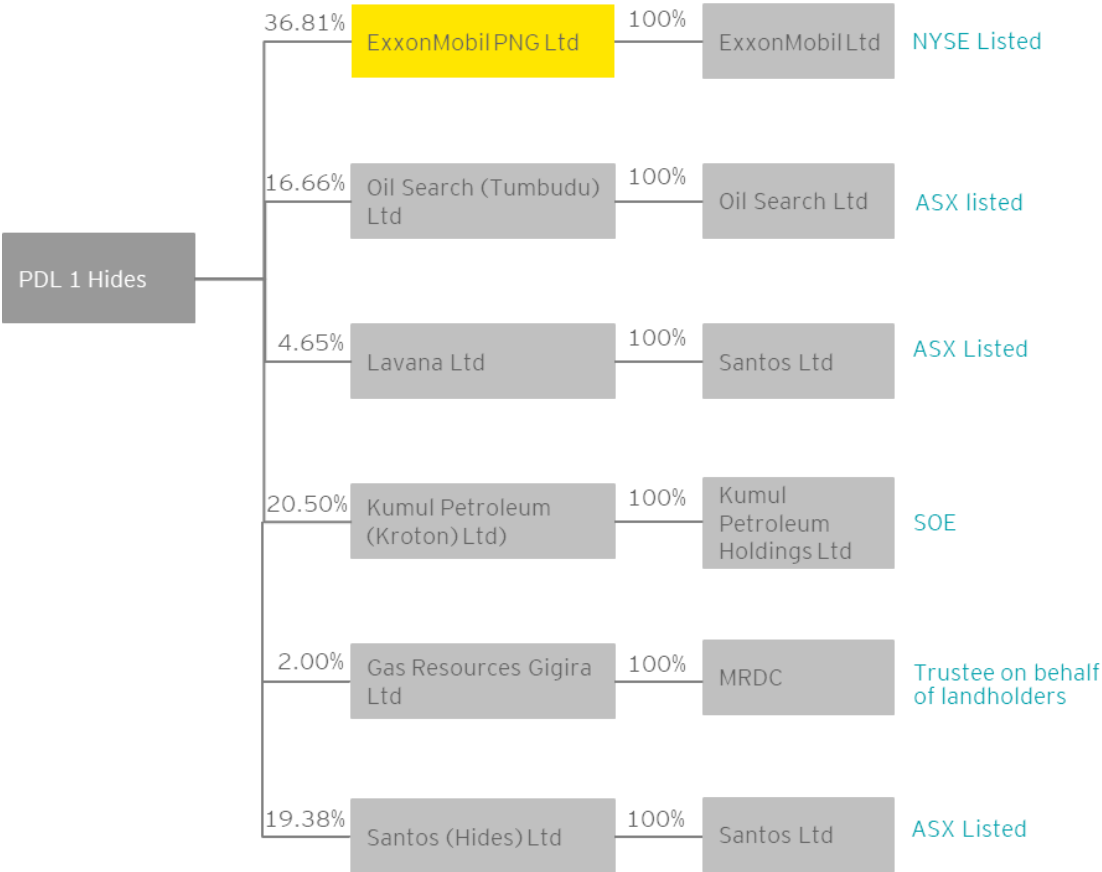 36.81%
ExxonMobil PNG Ltd
100%
ExxonMobil Ltd
NYSE Listed
16.66%
Oil Search (Tumbudu)
Ltd
100%
Oil Search Ltd
ASX listed
PDL 1 Hides
4.65%
Lavana Ltd
100%
Santos Ltd
ASX Listed
20.50%
Kumul Petroleum
(Kroton) Ltd)
100%
Kumul
Petroleum
Holdings Ltd
SOE
2.00%
Gas Resources Gigira
Ltd
100%
MRDC
Trustee on behalf
of landholders
19.38%
Santos (Hides) Ltd
100%
Santos Ltd
ASX Listed